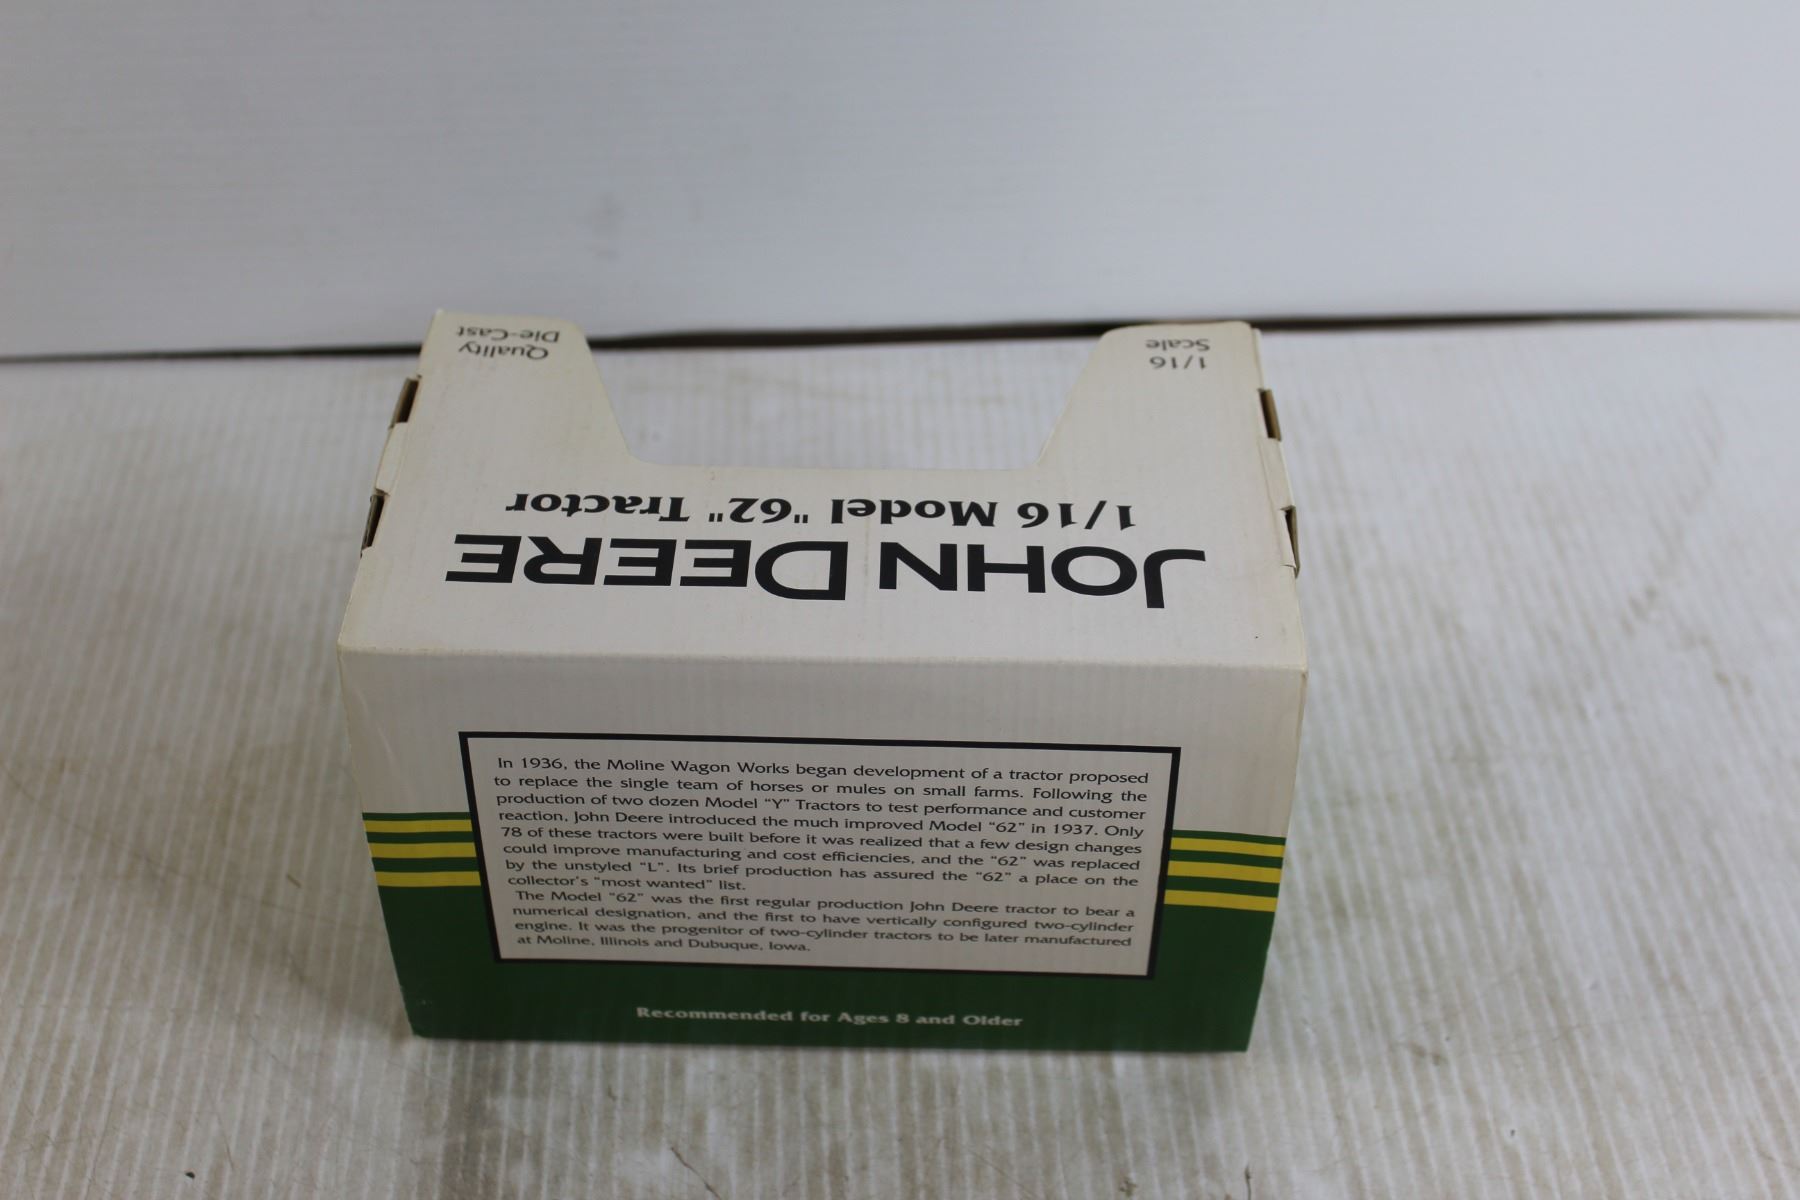 Quality
Die-Cast
1/16
Scale
JOHN DEERE
1/16 Model "62" Tractor
In 1936, the Moline Wagon Works began development of a tractor proposed
to replace the single team of horses or mules on small farms. Following the
production of two dozen Model "Y" Tractors to test performance and customer
reaction, John Deere introduced the much improved Model "62" in 1937. Only
78 of these tractors were built before it was realized that a few design changes
could improve manufacturing and cost efficiencies, and the "62" was replaced
by the unstyled "L". Its brief production has assured the "62" a place on the
collector's "most wanted" list.
The Model "62" was the first regular production John Deere tractor to bear a
numerical designation, and the first to have vertically configured two-cylinder
engine. It was the progenitor of two-cylinder tractors to be later manufactured
at Moline, Illinois and Dubuque, Iowa.
Recommended for Ages 8 and Older